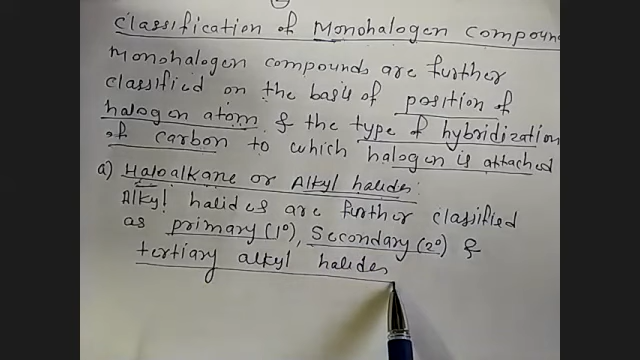 Classification of Monohalogen Compoun
Monohalogen compounds are further
classified on the basis of position of
halogen atom & the type of hybridization
of carbon to which halogen is attached
a) Haloalkane or Alkyl halides:
Alkyl halides are further classified
as primary (1°), Secondary (2°) &
tertiary alkyl halides